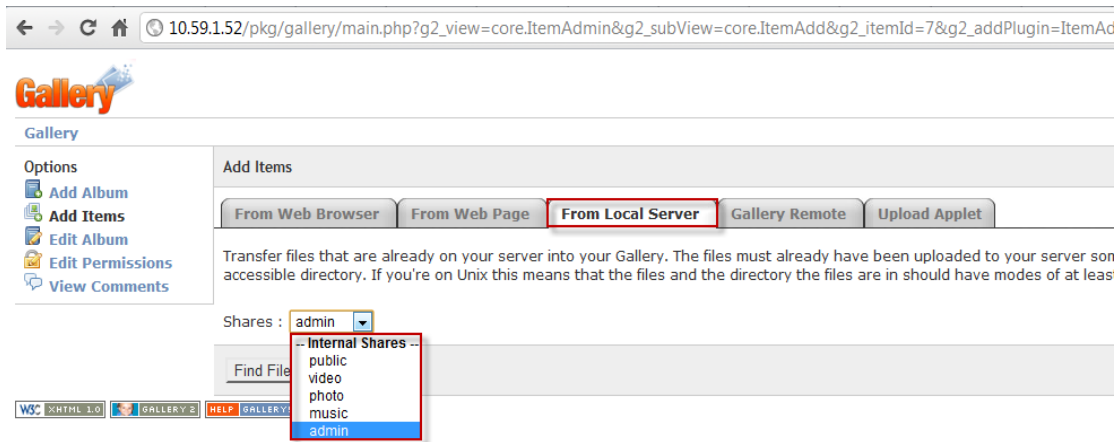 10.59.1.52/pkg/gallery/main.php?g2_view=core.ItemAdmin&g2_subView=core.ItemAdd&g2_itemId=7&g2_addPlugin=ItemAd
Gallery
Gallery
Options
Add Album
Add Items
Edit Album
Edit Permissions
View Comments
Add Items
From Web Browser
From Web Page
From Local Server
Gallery Remote
Upload Applet
Transfer files that are already on your server into your Gallery. The files must already have been uploaded to your server som
accessible directory. If you're on Unix this means that the files and the directory the files are in should have modes of at leas
Shares : admin
-- Internal Shares --
public
video
photo
music
admin
Find File
W3C XHTML 1.0
GALLERY 2
HELP GALLERY